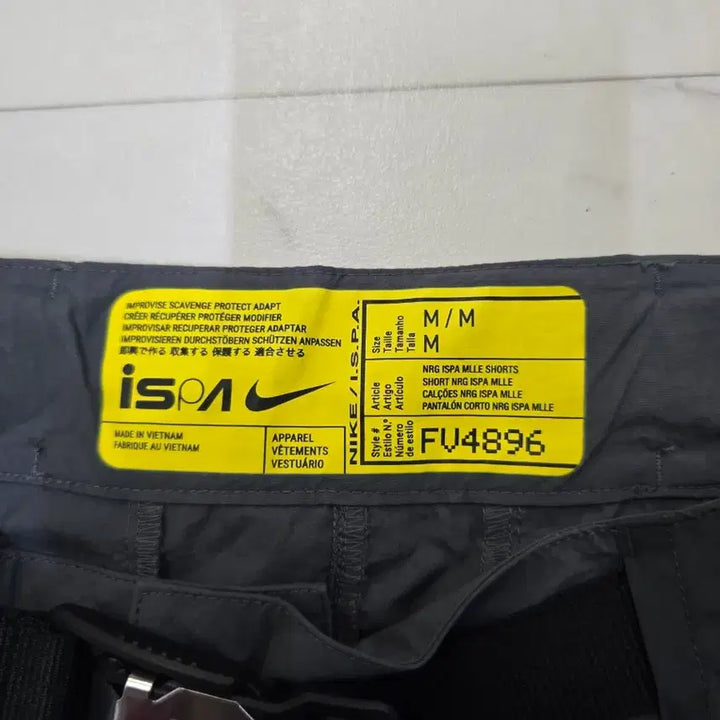 IMPROVISE SCAVENGE PROTECT ADAPT
CRÉER RÉCUPÉRER PROTÉGER MODIFIER
IMPROVISAR RECUPERAR PROTEGER ADAPTAR
IMPROVISIEREN DURCHSTÖBERN SCHÜTZEN ANPASSEN
即興で作る 収集する 保護する 適合させる
ispa
MADE IN VIETNAM
FABRIQUE AU VIETNAM
APPAREL
VÊTEMENTS
VESTUÁRIO
NIKE / I.S.P.A.
Size
Taille
Tamanho
Talla
M / M
M
Article
Artigo
Artículo
NRG ISPA MLLE SHORTS
SHORT NRG ISPA MLLE
CALÇÕES NRG ISPA MLLE
PANTALÓN CORTO NRG ISPA MLLE
Style #
Estilo N.º
Número
de estilo
FV4896